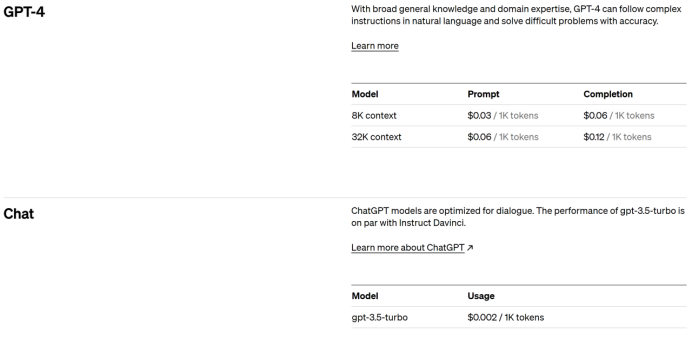 GPT-4
With broad general knowledge and domain expertise, GPT-4 can follow complex
instructions in natural language and solve difficult problems with accuracy.
Learn more
Model Prompt Completion
8K context $0.03 / 1K tokens $0.06 / 1K tokens
32K context $0.06 / 1K tokens $0.12 / 1K tokens
Chat
ChatGPT models are optimized for dialogue. The performance of gpt-3.5-turbo is
on par with Instruct Davinci.
Learn more about ChatGPT ↗
Model Usage
gpt-3.5-turbo $0.002 / 1K tokens